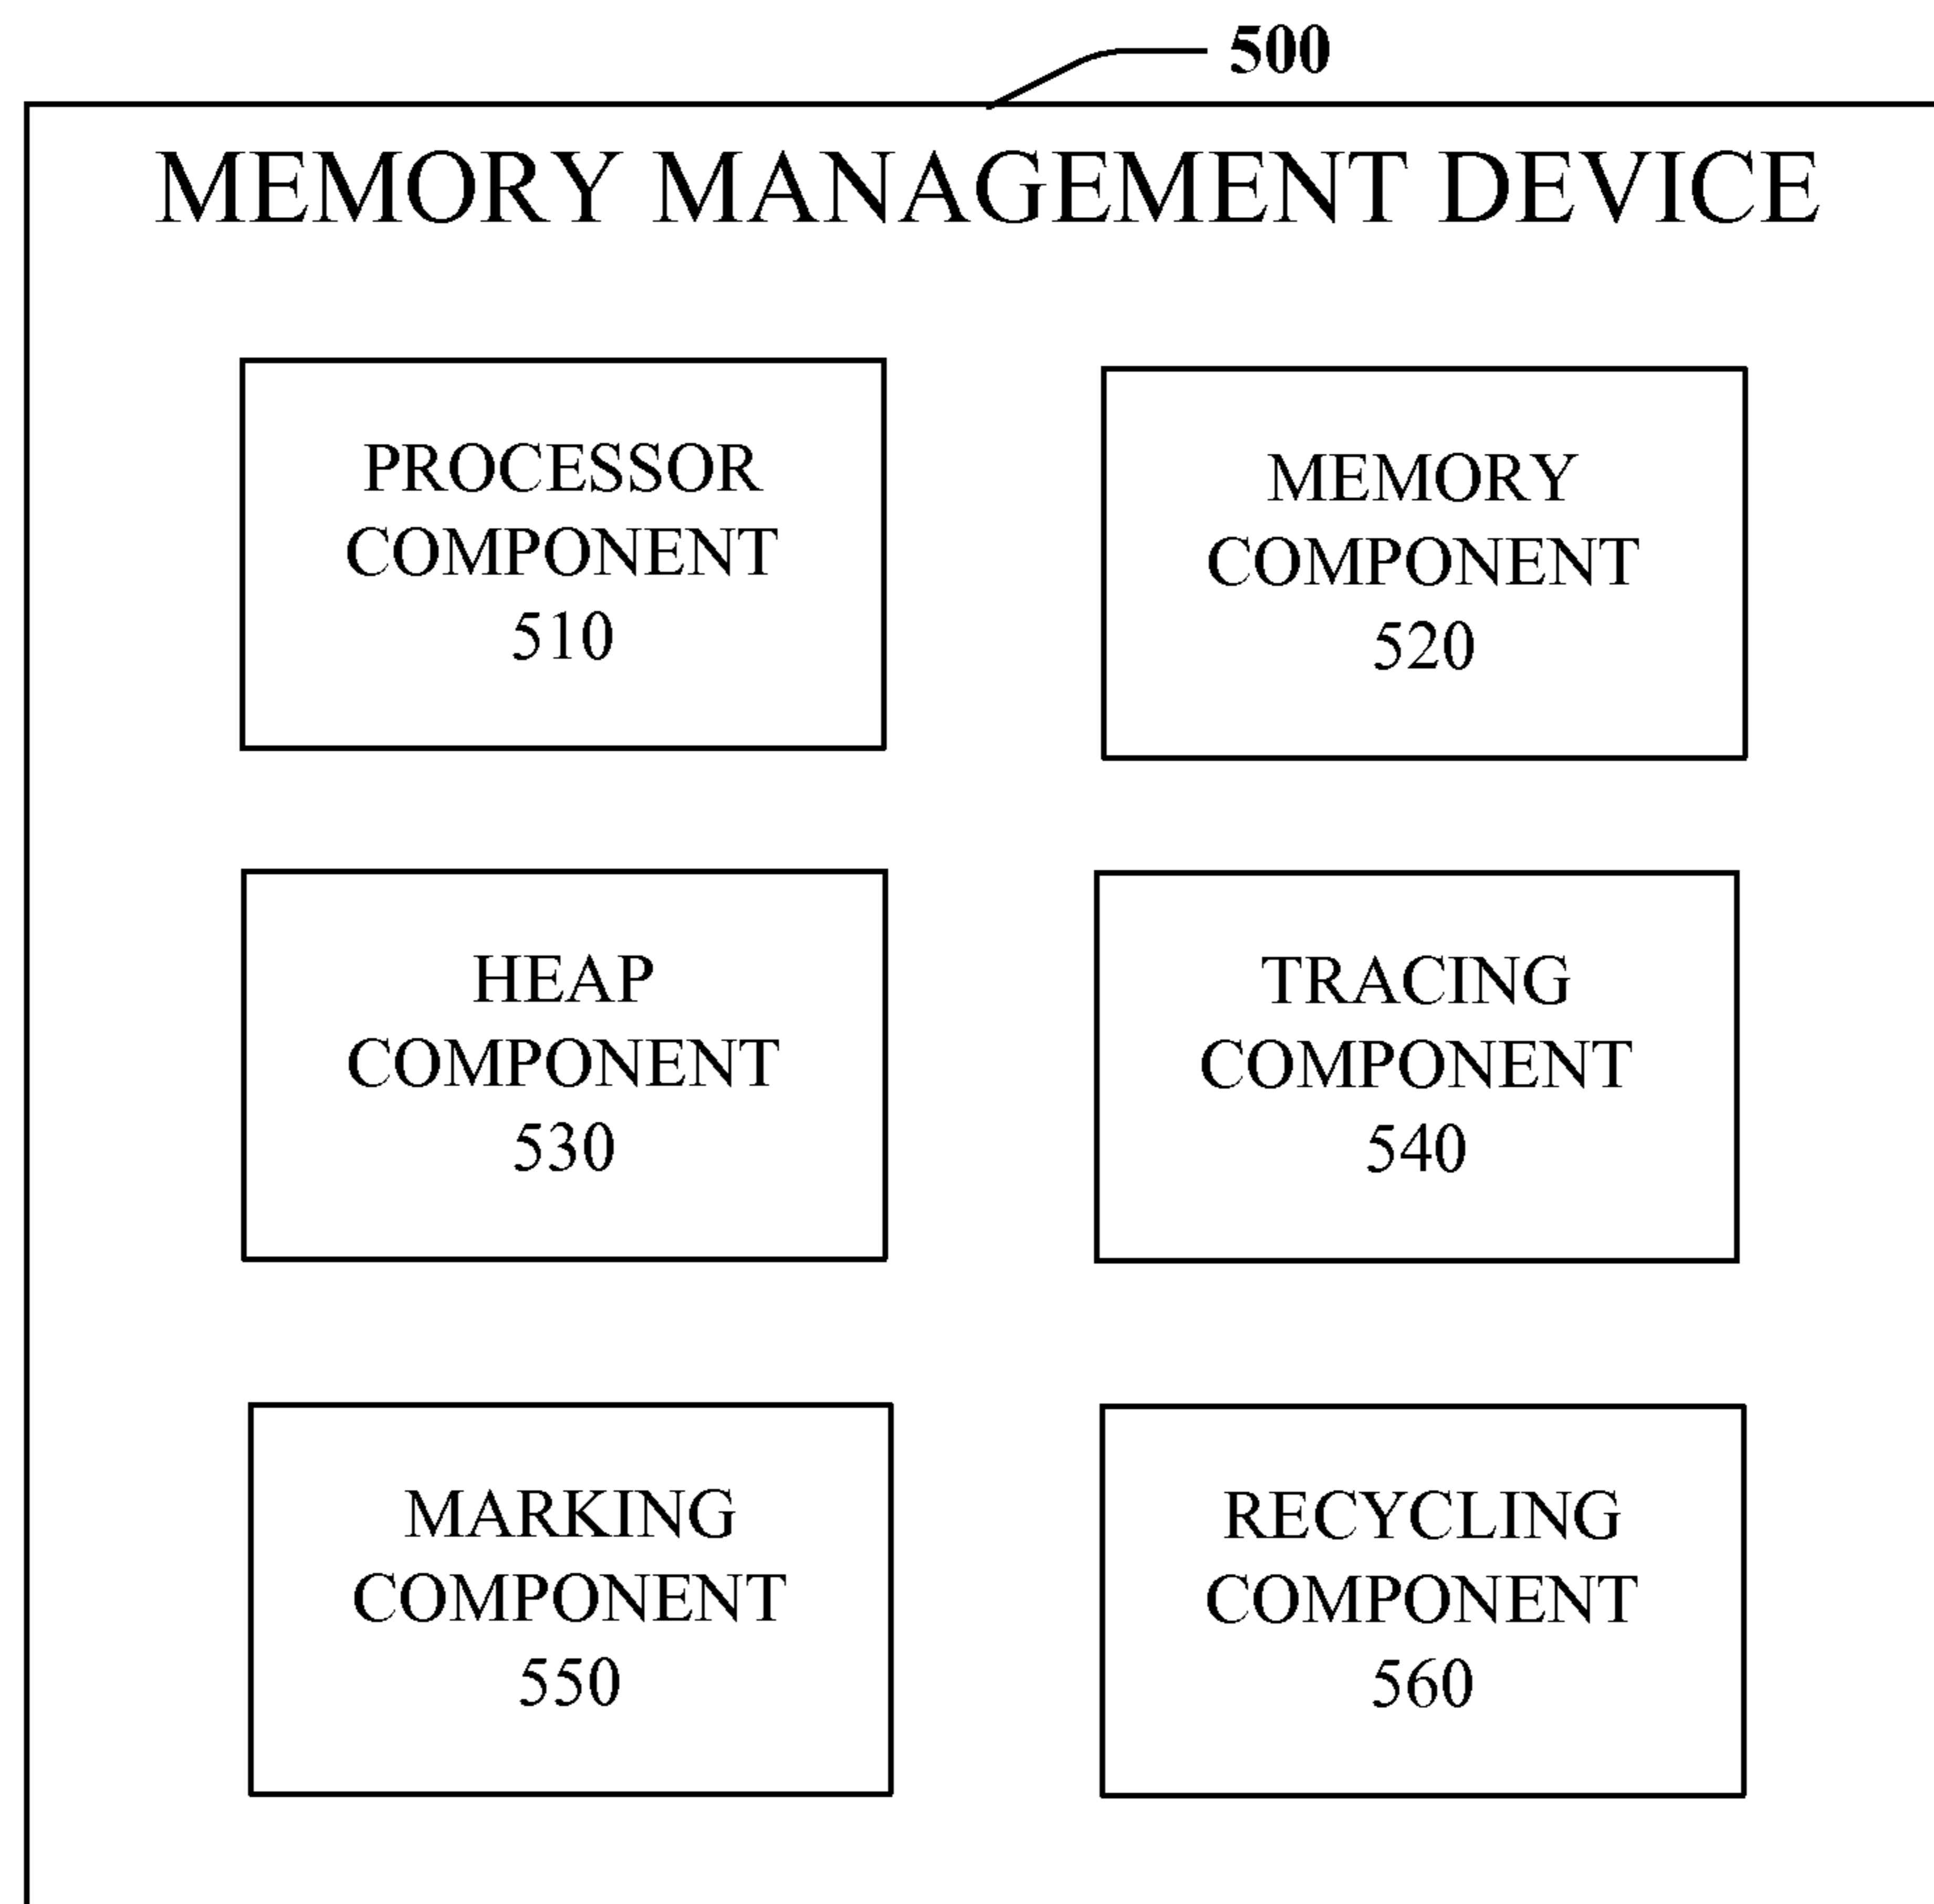 500
MEMORY MANAGEMENT DEVICE
PROCESSOR
COMPONENT
510
MEMORY
COMPONENT
520
HEAP
COMPONENT
530
TRACING
COMPONENT
540
MARKING
COMPONENT
550
RECYCLING
COMPONENT
560